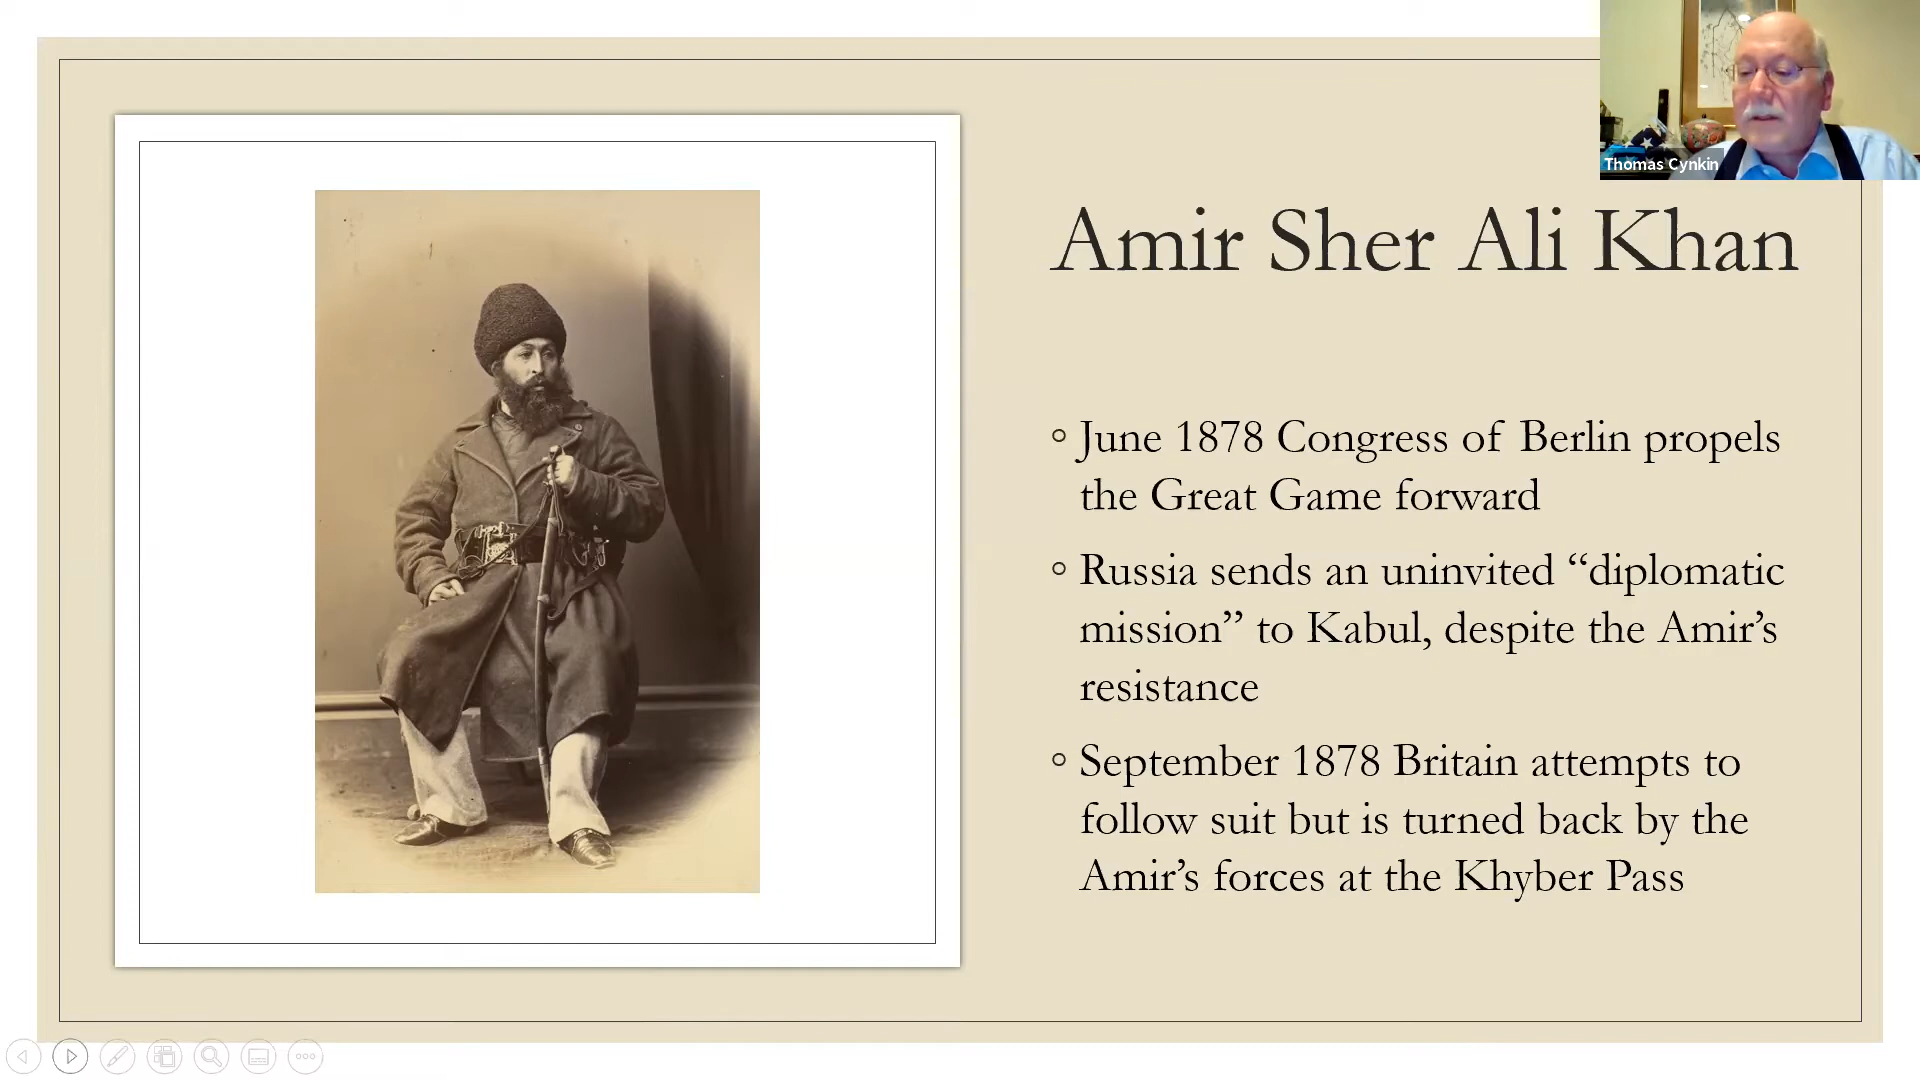 Thomas Cynkin
Amir Sher Ali Khan
June 1878 Congress of Berlin propels
the Great Game forward
Russia sends an uninvited “diplomatic
mission” to Kabul, despite the Amir’s
resistance
September 1878 Britain attempts to
follow suit but is turned back by the
Amir’s forces at the Khyber Pass